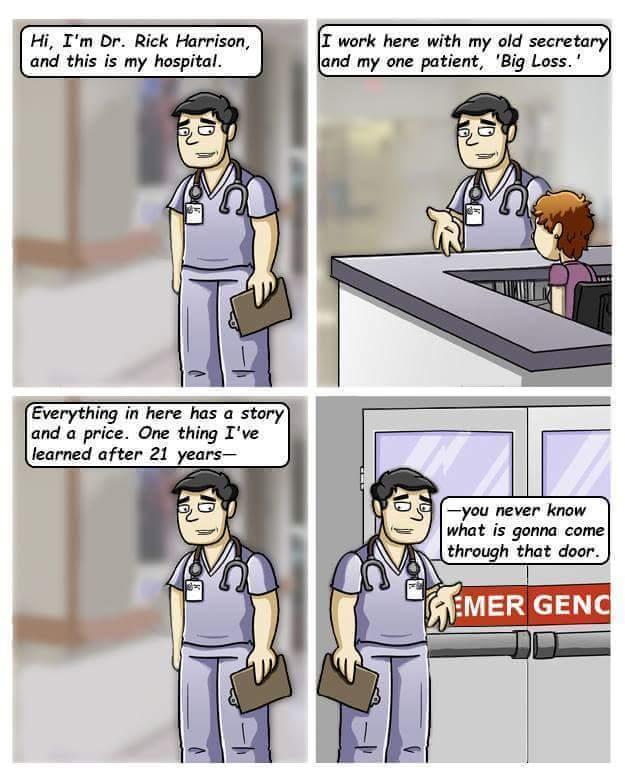 Hi, I'm Dr. Rick Harrison,
and this is my hospital.
I work here with my old secretary
and my one patient, 'Big Loss.'
Everything in here has a story
and a price. One thing I've
learned after 21 years—
—you never know
what is gonna come
through that door.
EMER GENC